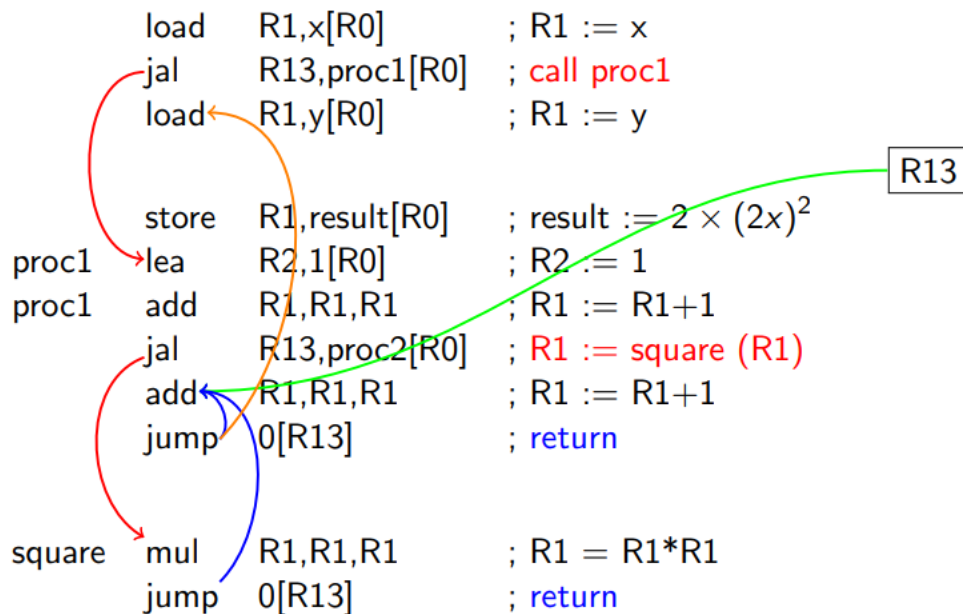 load R1,x[R0] ; R1 := x
jal R13,proc1[R0] ; call proc1
load R1,y[R0] ; R1 := y
R13
store R1,result[R0] ; result := 2 × (2x)²
proc1 lea R2,1[R0] ; R2 := 1
proc1 add R1,R1,R1 ; R1 := R1+1
jal R13,proc2[R0] ; R1 := square (R1)
add R1,R1,R1 ; R1 := R1+1
jump 0[R13] ; return
square mul R1,R1,R1 ; R1 = R1*R1
jump 0[R13] ; return